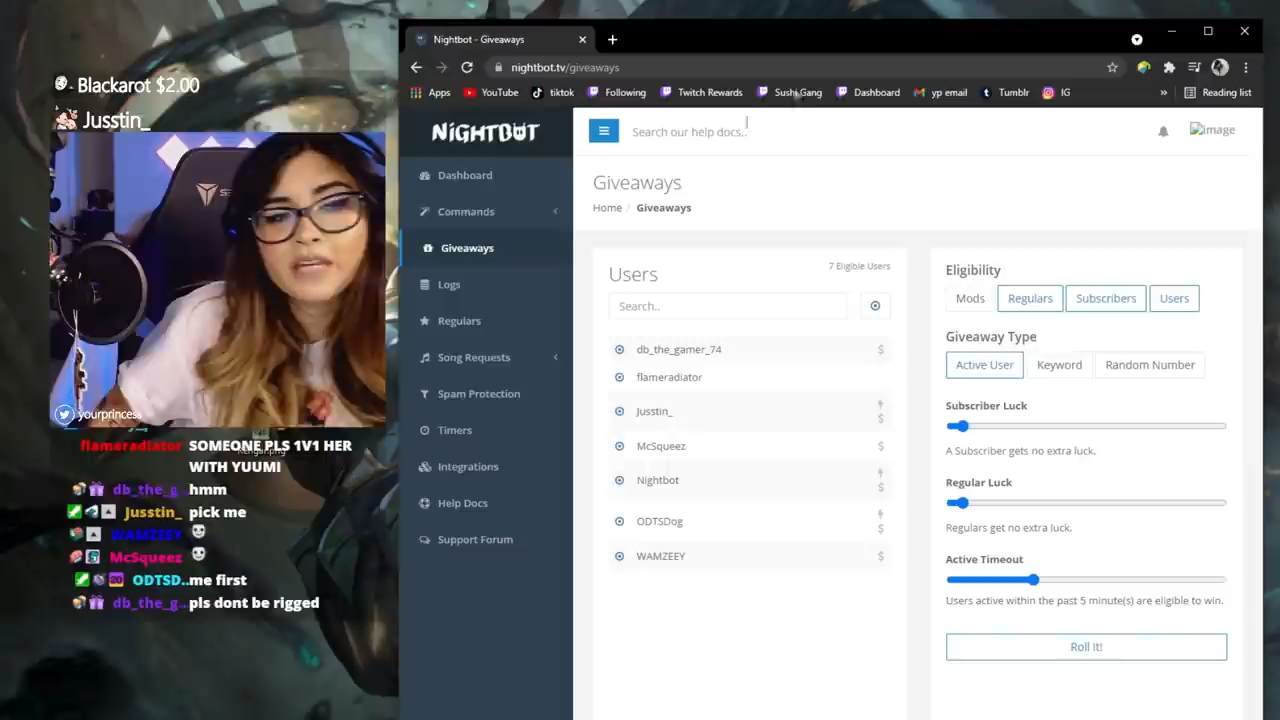 Blackarot $2.00
Jusstin_
yourprincess
flameradiator SOMEONE PLS 1V1 HER
WITH YUUMI
db_the_g... hmm
Jusstin_ pick me
WAMZEEY
McSqueez
ODTSD.. me first
db_the_g... pls dont be rigged
Nightbot - Giveaways
nightbot.tv/giveaways
Apps YouTube tiktok Following Twitch Rewards Sushi Gang Dashboard yp email Tumblr IG » Reading list
NIGHTBOT
Search our help docs..
image
Dashboard
Commands
Giveaways
Logs
Regulars
Song Requests
Spam Protection
Timers
Integrations
Help Docs
Support Forum
Giveaways
Home / Giveaways
Users
7 Eligible Users
Search..
db_the_gamer_74 $
flameradiator
Jusstin_ $
McSqueez $
Nightbot $
ODTSDog $
WAMZEEY $
Eligibility
Mods Regulars Subscribers Users
Giveaway Type
Active User Keyword Random Number
Subscriber Luck
A Subscriber gets no extra luck.
Regular Luck
Regulars get no extra luck.
Active Timeout
Users active within the past 5 minute(s) are eligible to win.
Roll It!